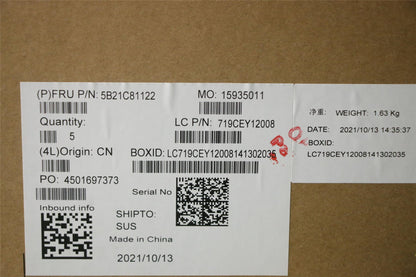 (P)FRU P/N: 5B21C81122
MO: 15935011
Quantity:
5
LC P/N: 719CEY12008
(4L)Origin: CN
BOXID: LC719CEY12008141302035
PO: 4501697373
Serial No
Inbound info
SHIPTO:
SUS
Made in China
2021/10/13
净重: WEIGHT: 1.63 Kg
DATE: 2021/10/13 14:35:37
BOXID:
LC719CEY12008141302035